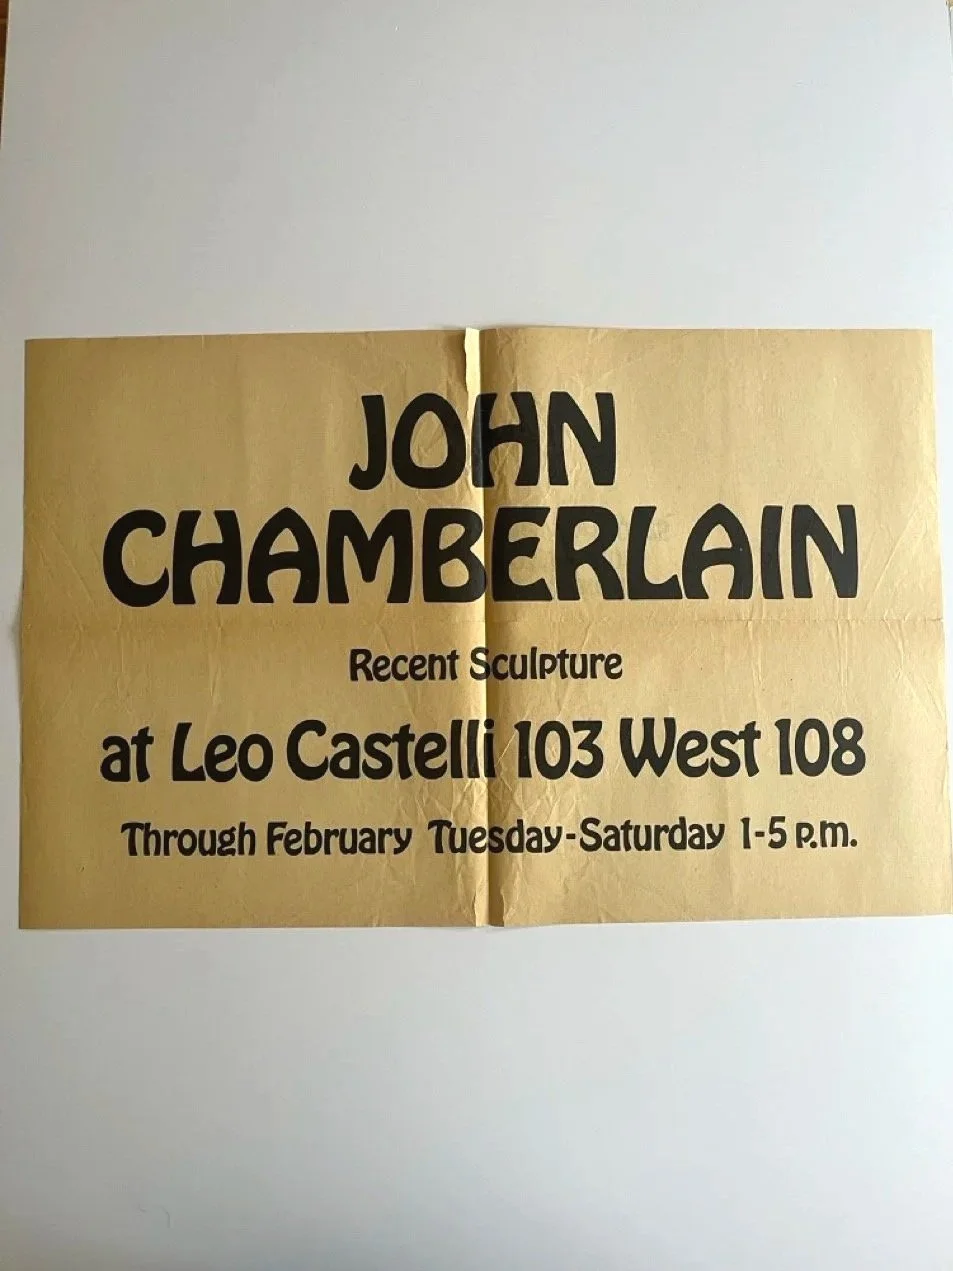 JOHN
CHAMBERLAIN
Recent Sculpture
at Leo Castelli 103 West 108
Through February Tuesday-Saturday 1-5 p.m.